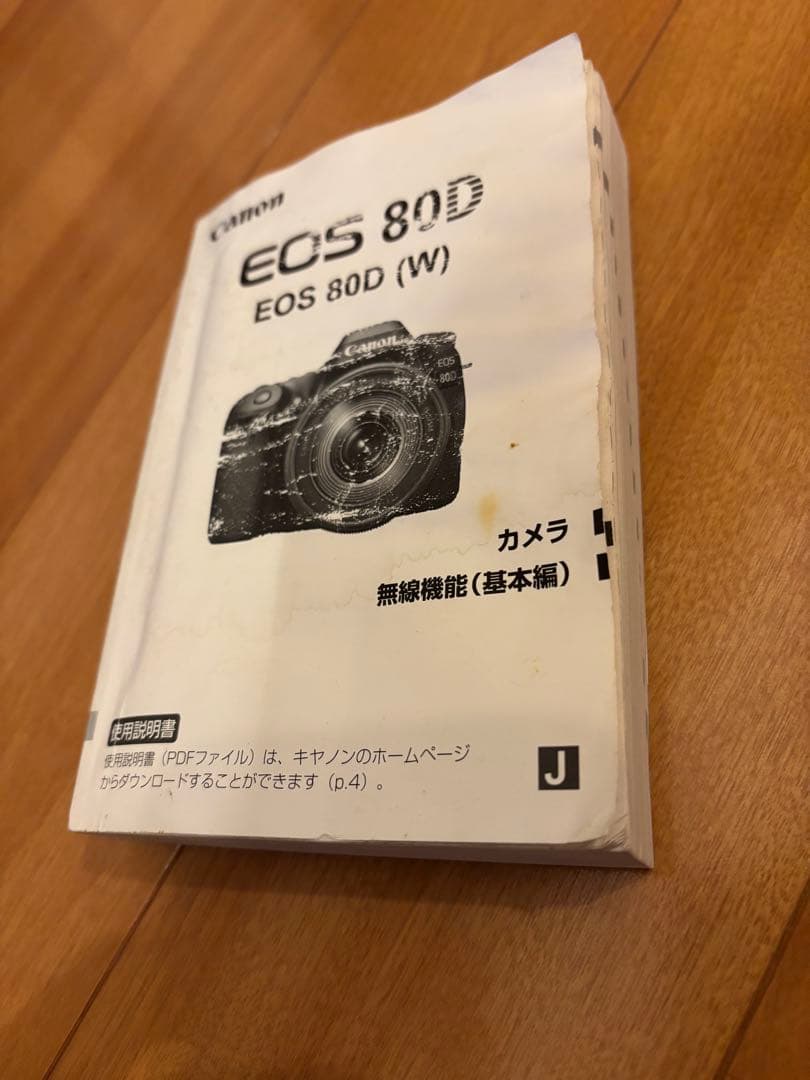 Canon
EOS 80D
EOS 80D (W)
Canon
EOS
80D
カメラ
無線機能（基本編）
使用説明書
使用説明書（PDFファイル）は、キヤノンのホームページ
からダウンロードすることができます（p.4）。
J